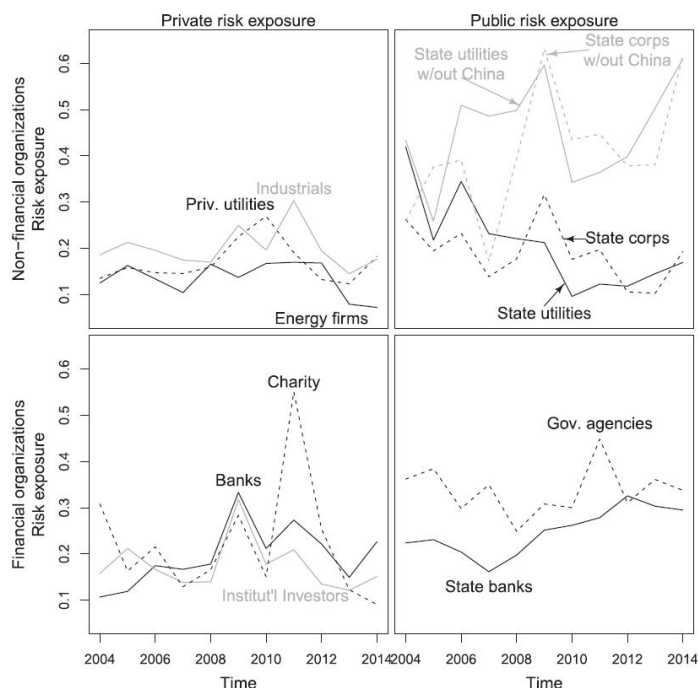 Private risk exposure
Public risk exposure
Non-financial organizations
Risk exposure
0.1 0.2 0.3 0.4 0.5 0.6
Industrials
Priv. utilities
Energy firms
State utilities
w/out China
State corps
w/out China
State corps
State utilities
Financial organizations
Risk exposure
0.1 0.2 0.3 0.4 0.5 0.6
Charity
Banks
Institut'l Investors
Gov. agencies
State banks
2004 2006 2008 2010 2012 2014
2004 2006 2008 2010 2012 2014
Time
Time